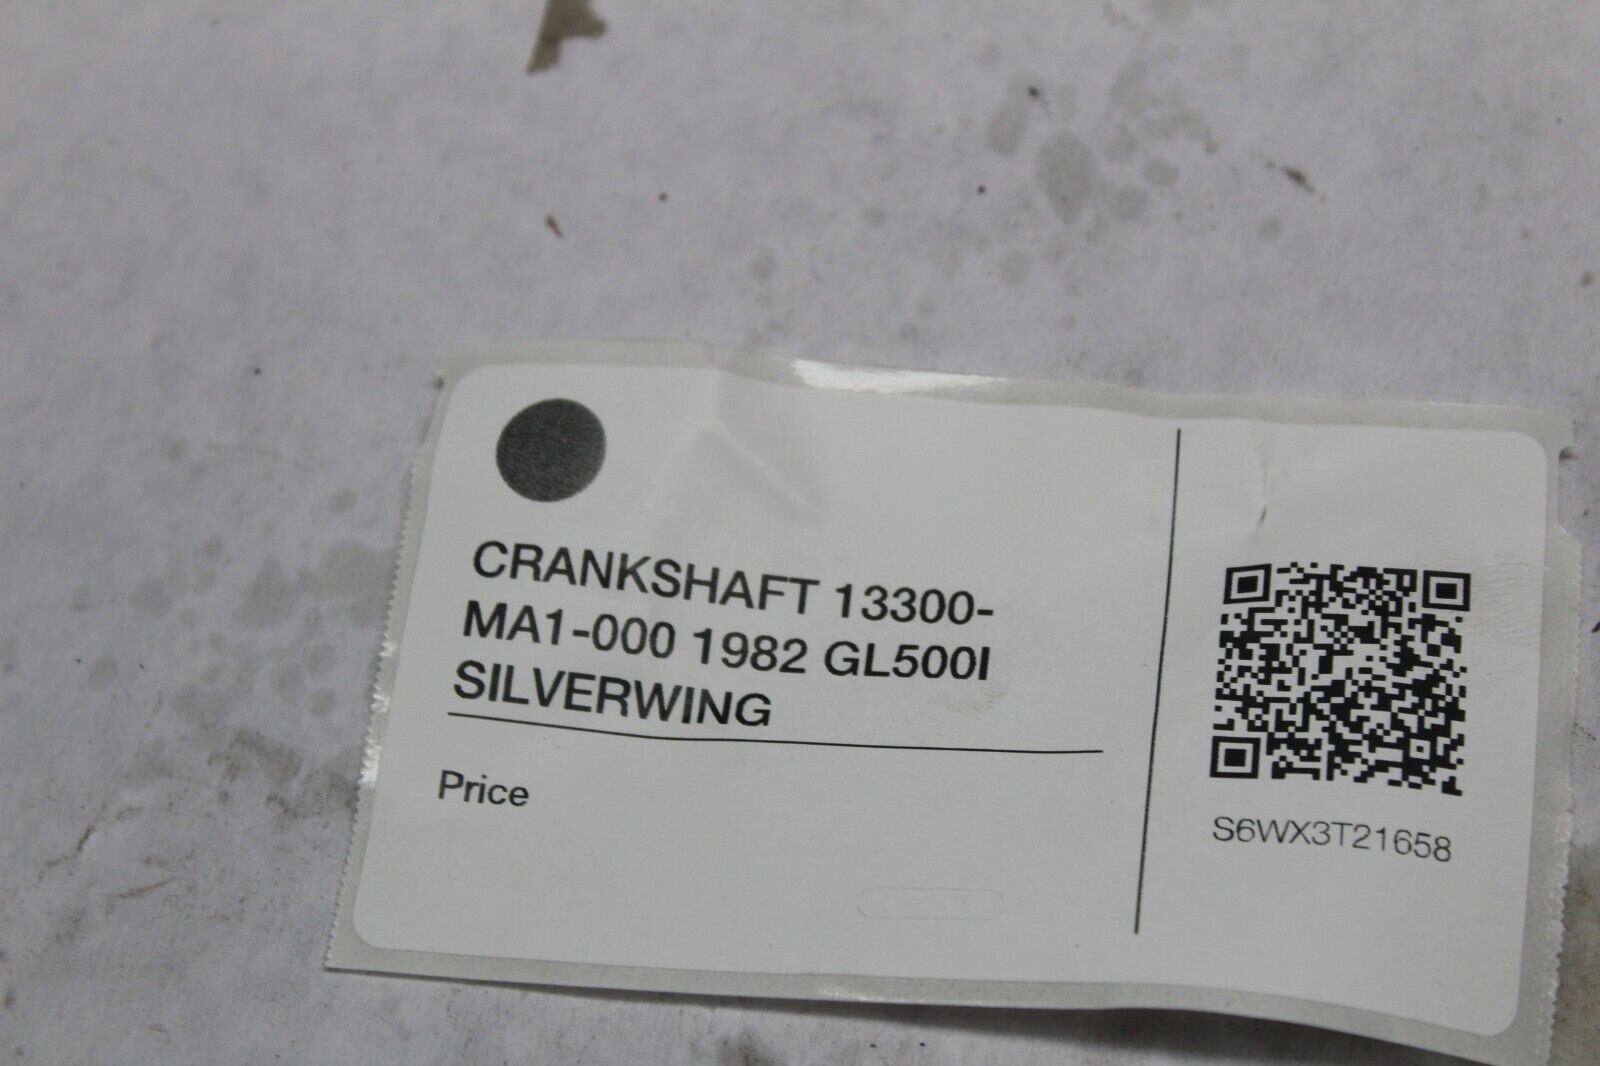 CRANKSHAFT 13300-
MA1-000 1982 GL500I
SILVERWING
Price
S6WX3T21658